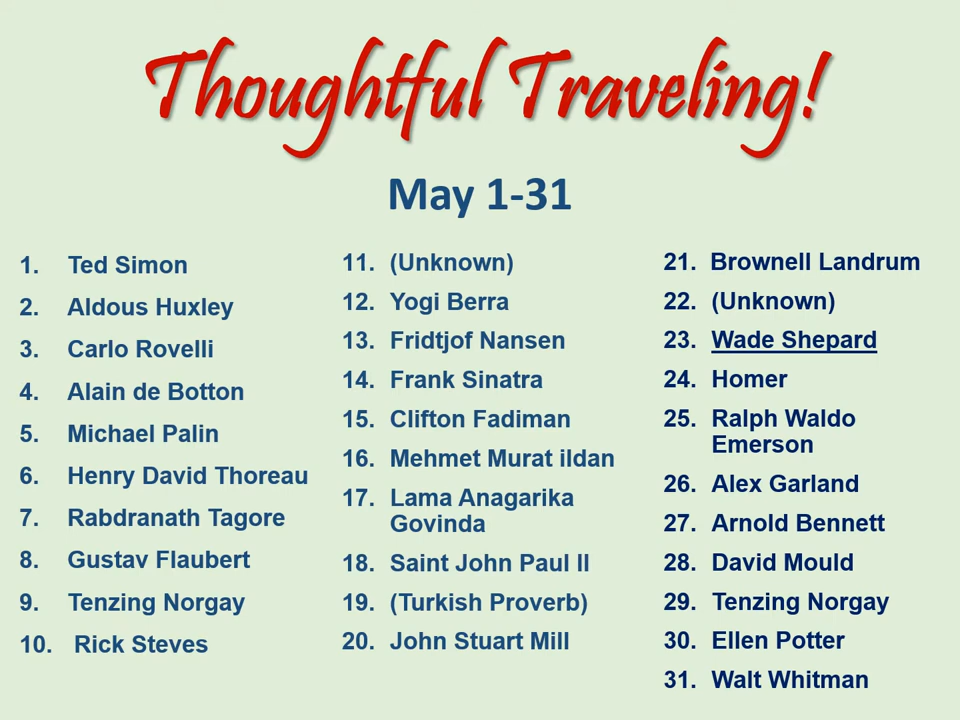 Thoughtful Traveling!
May 1-31
1. Ted Simon
2. Aldous Huxley
3. Carlo Rovelli
4. Alain de Botton
5. Michael Palin
6. Henry David Thoreau
7. Rabdranath Tagore
8. Gustav Flaubert
9. Tenzing Norgay
10. Rick Steves
11. (Unknown)
12. Yogi Berra
13. Fridtjof Nansen
14. Frank Sinatra
15. Clifton Fadiman
16. Mehmet Murat ildan
17. Lama Anagarika
Govinda
18. Saint John Paul II
19. (Turkish Proverb)
20. John Stuart Mill
21. Brownell Landrum
22. (Unknown)
23. Wade Shepard
24. Homer
25. Ralph Waldo
Emerson
26. Alex Garland
27. Arnold Bennett
28. David Mould
29. Tenzing Norgay
30. Ellen Potter
31. Walt Whitman